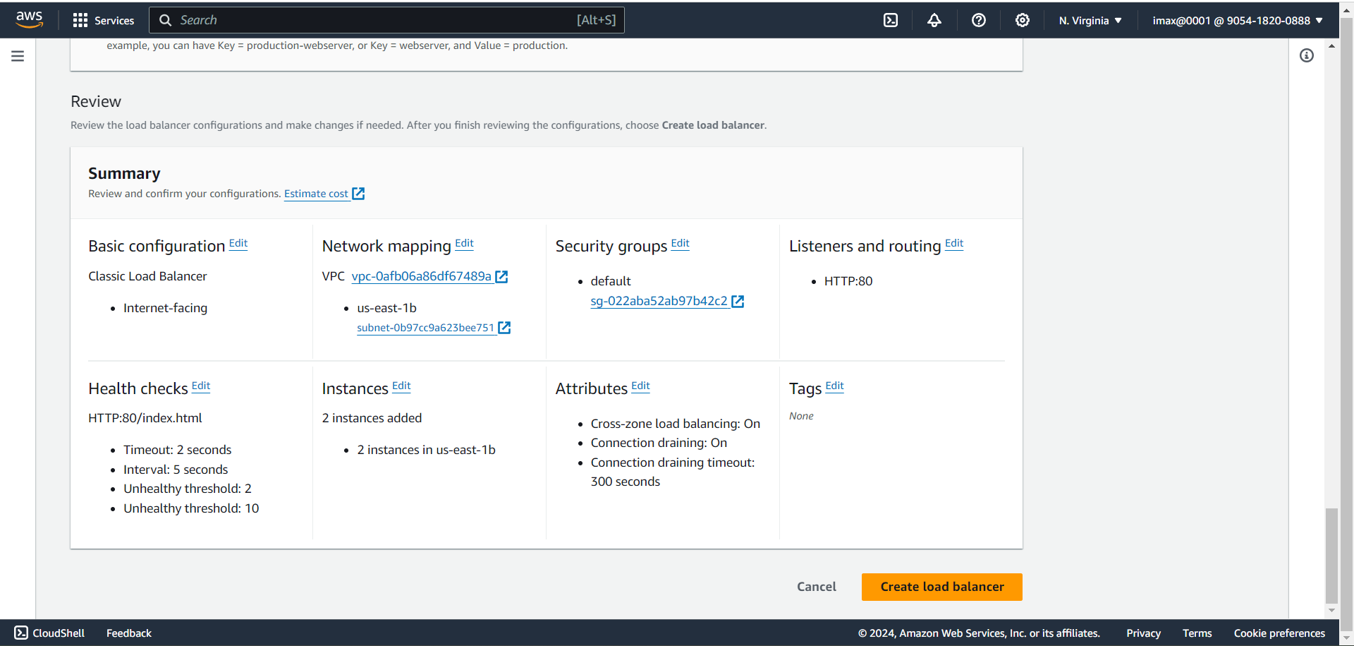 aws
Services
Search
[Alt+S]
N. Virginia
imax@0001 @ 9054-1820-0888
example, you can have Key = production-webserver, or Key = webserver, and Value = production.
Review
Review the load balancer configurations and make changes if needed. After you finish reviewing the configurations, choose Create load balancer.
Summary
Review and confirm your configurations. Estimate cost
Basic configuration Edit
Classic Load Balancer
• Internet-facing
Network mapping Edit
VPC vpc-0afb06a86df67489a
• us-east-1b
subnet-0b97cc9a623bee751
Security groups Edit
• default
sg-022aba52ab97b42c2
Listeners and routing Edit
• HTTP:80
Health checks Edit
HTTP:80/index.html
• Timeout: 2 seconds
• Interval: 5 seconds
• Unhealthy threshold: 2
• Unhealthy threshold: 10
Instances Edit
2 instances added
• 2 instances in us-east-1b
Attributes Edit
• Cross-zone load balancing: On
• Connection draining: On
• Connection draining timeout:
300 seconds
Tags Edit
None
Cancel
Create load balancer
CloudShell
Feedback
© 2024, Amazon Web Services, Inc. or its affiliates.
Privacy
Terms
Cookie preferences